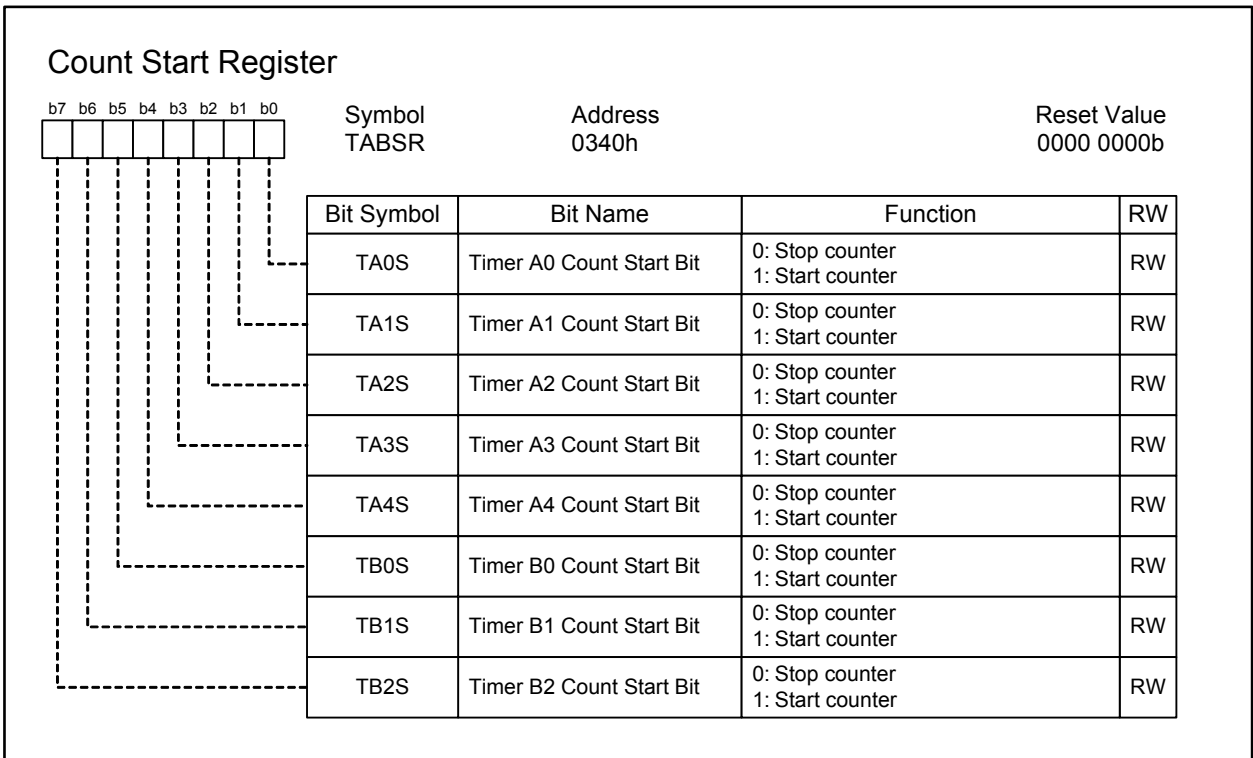 Count Start Register
b7 b6 b5 b4 b3 b2 b1 b0
Symbol Address Reset Value
TABSR 0340h 0000 0000b
Bit Symbol Bit Name Function RW
TA0S Timer A0 Count Start Bit 0: Stop counter
1: Start counter RW
TA1S Timer A1 Count Start Bit 0: Stop counter
1: Start counter RW
TA2S Timer A2 Count Start Bit 0: Stop counter
1: Start counter RW
TA3S Timer A3 Count Start Bit 0: Stop counter
1: Start counter RW
TA4S Timer A4 Count Start Bit 0: Stop counter
1: Start counter RW
TB0S Timer B0 Count Start Bit 0: Stop counter
1: Start counter RW
TB1S Timer B1 Count Start Bit 0: Stop counter
1: Start counter RW
TB2S Timer B2 Count Start Bit 0: Stop counter
1: Start counter RW